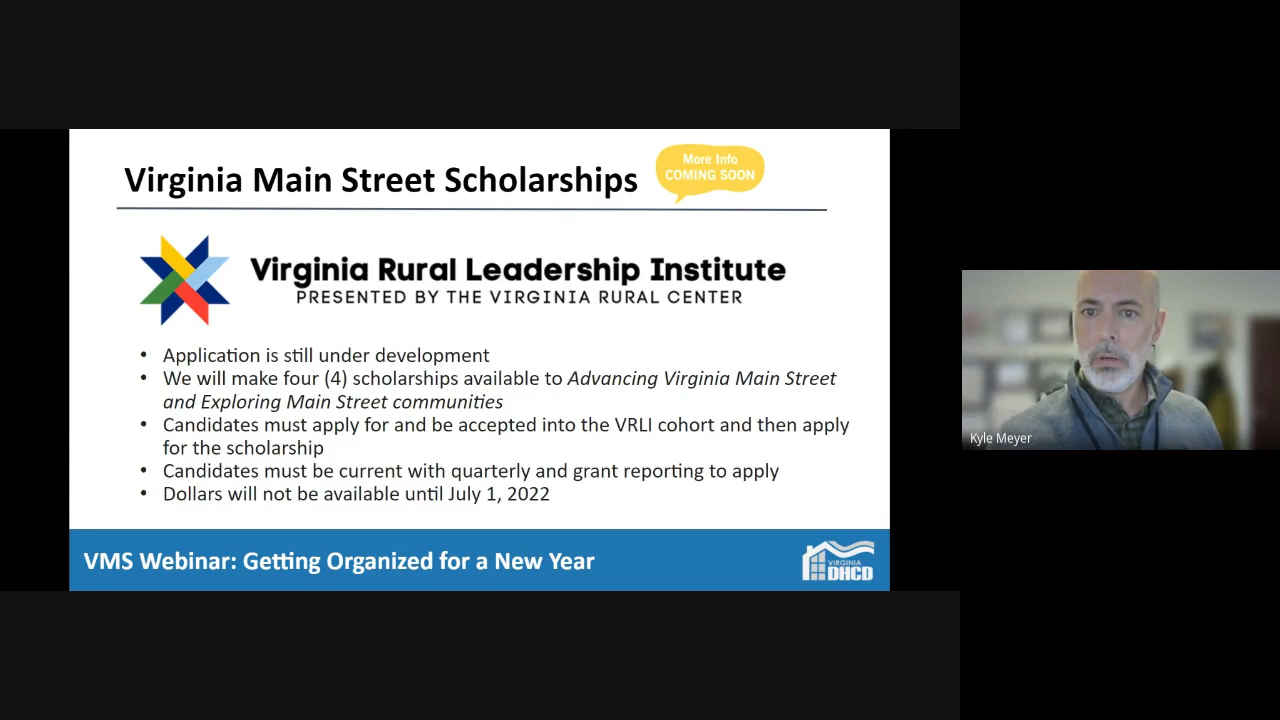 Virginia Main Street Scholarships
More Info
COMING SOON
Virginia Rural Leadership Institute
PRESENTED BY THE VIRGINIA RURAL CENTER
• Application is still under development
• We will make four (4) scholarships available to Advancing Virginia Main Street
and Exploring Main Street communities
• Candidates must apply for and be accepted into the VRLI cohort and then apply
for the scholarship
• Candidates must be current with quarterly and grant reporting to apply
• Dollars will not be available until July 1, 2022
Kyle Meyer
VMS Webinar: Getting Organized for a New Year
VIRGINIA
DHCD